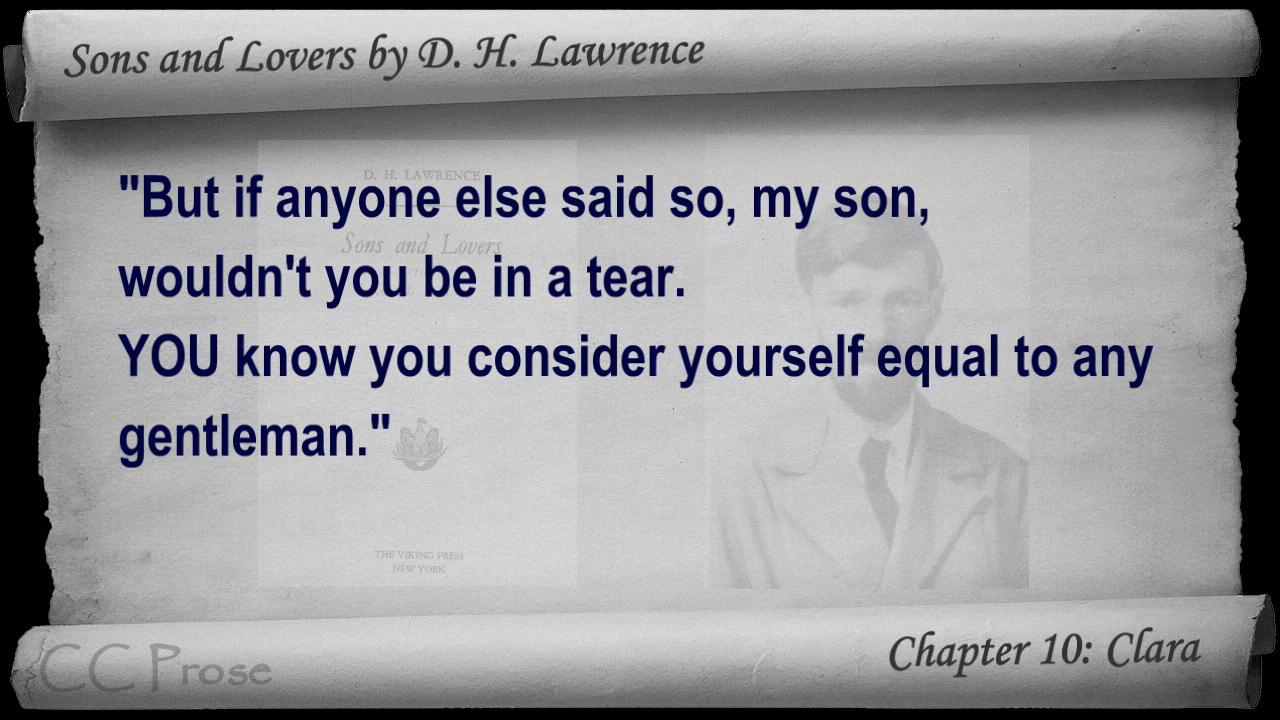 Sons and Lovers by D. H. Lawrence
D. H. LAWRENCE
"But if anyone else said so, my son,
Sons and Lovers
wouldn't you be in a tear.
YOU know you consider yourself equal to any
gentleman."
THE VIKING PRESS
NEW YORK
CC Prose
Chapter 10: Clara